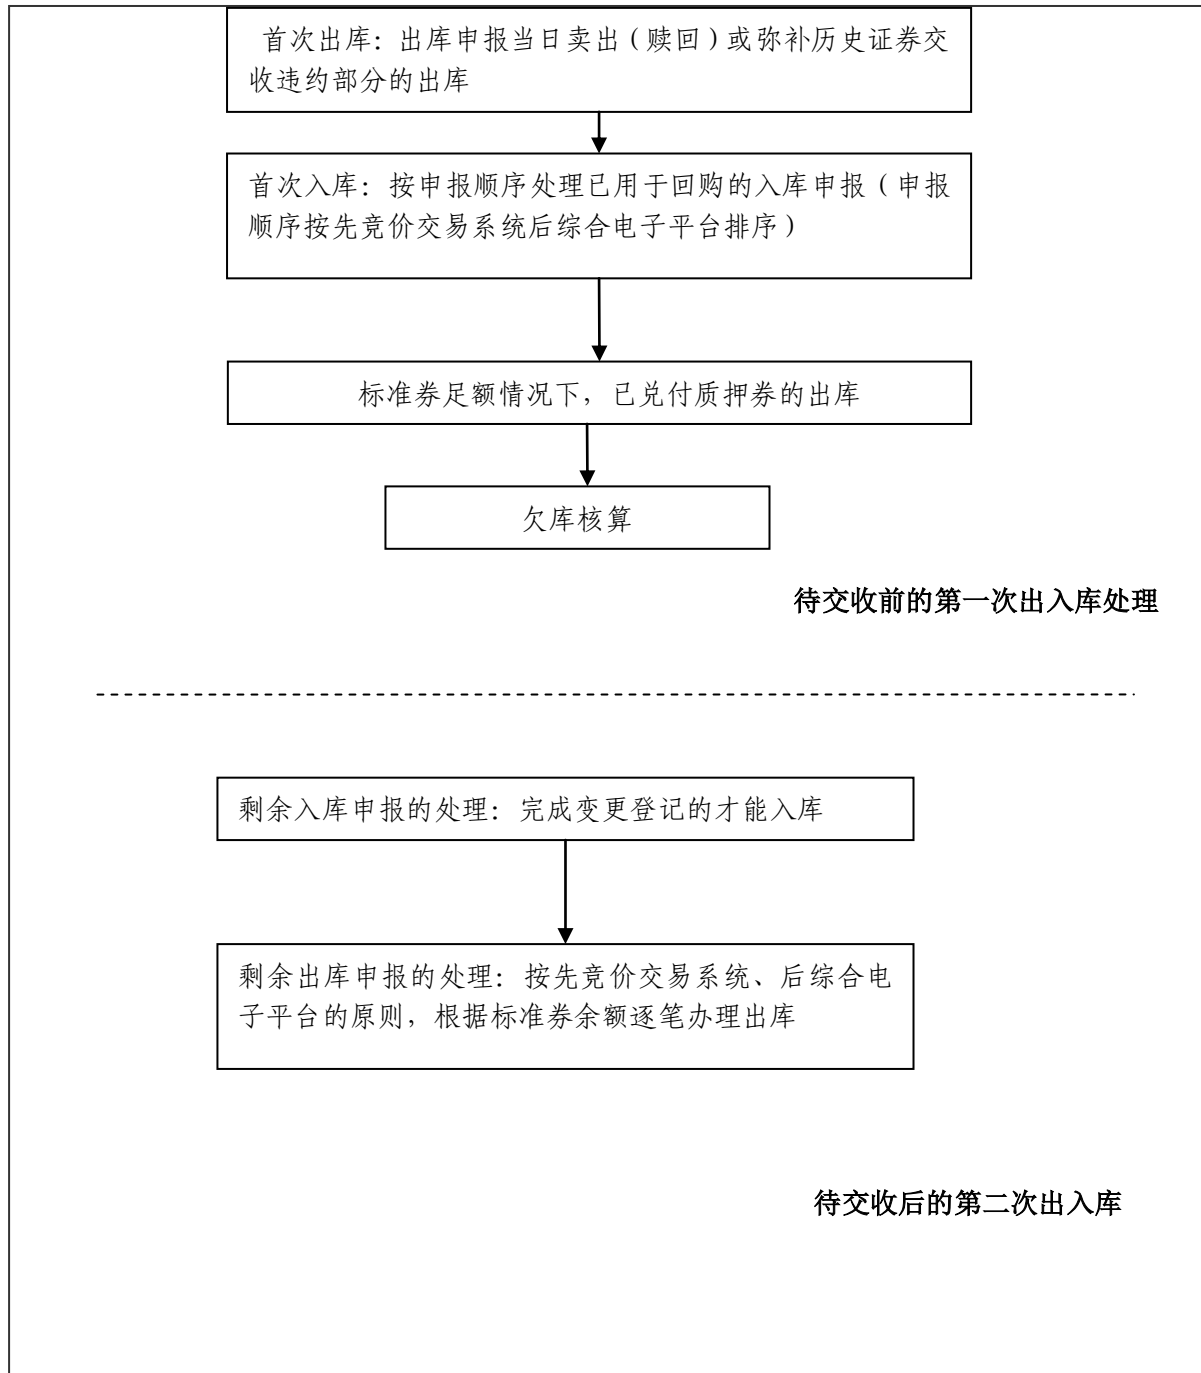 首次出库：出库申报当日卖出（赎回）或弥补历史证券交
收违约部分的出库
首次入库：按申报顺序处理已用于回购的入库申报（申报
顺序按先竞价交易系统后综合电子平台排序）
标准券足额情况下，已兑付质押券的出库
欠库核算
待交收前的第一次出入库处理
剩余入库申报的处理：完成变更登记的才能入库
剩余出库申报的处理：按先竞价交易系统、后综合电
子平台的原则，根据标准券余额逐笔办理出库
待交收后的第二次出入库